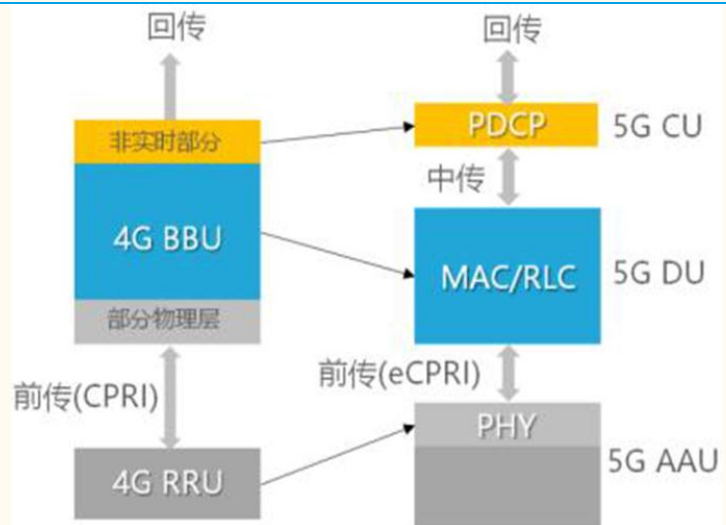 回传
非实时部分
4G BBU
部分物理层
前传(CPRI)
4G RRU
回传
PDCP
5G CU
中传
MAC/RLC
5G DU
前传(eCPRI)
PHY
5G AAU